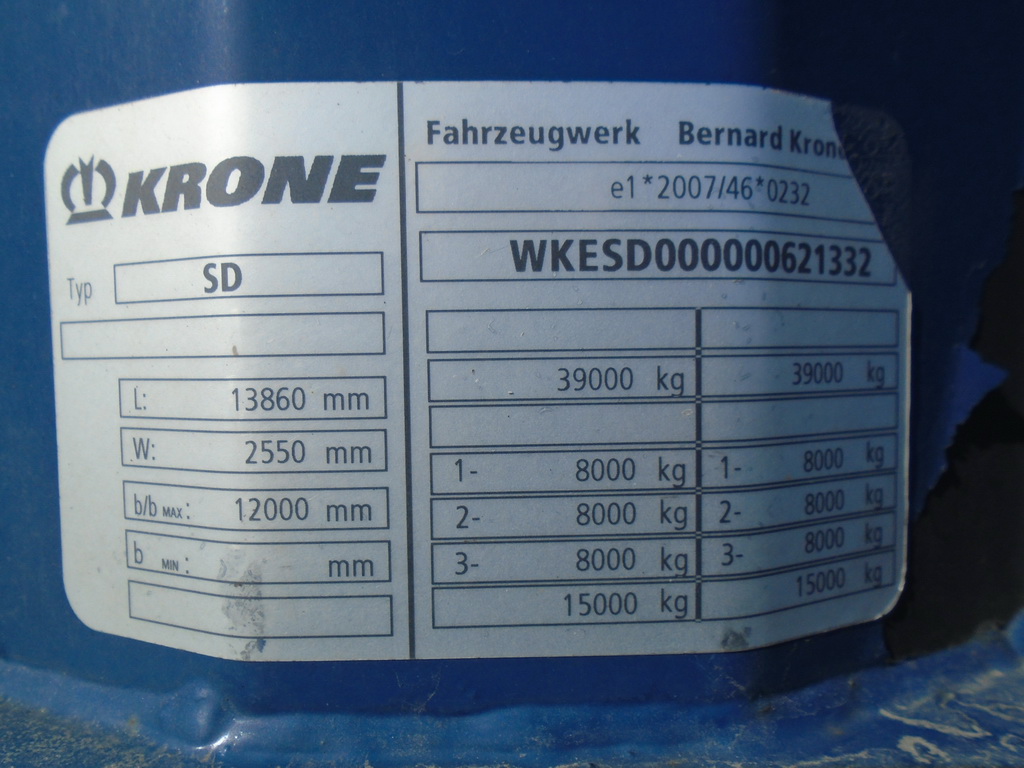 KRONE
Typ SD
L: 13860 mm
W: 2550 mm
b/b MAX: 12000 mm
b MIN: mm
Fahrzeugwerk Bernard Krone
e1*2007/46*0232
WKESD000000621332
39000 kg 39000 kg
1- 8000 kg 1- 8000 kg
2- 8000 kg 2- 8000 kg
3- 8000 kg 3- 8000 kg
15000 kg 15000 kg